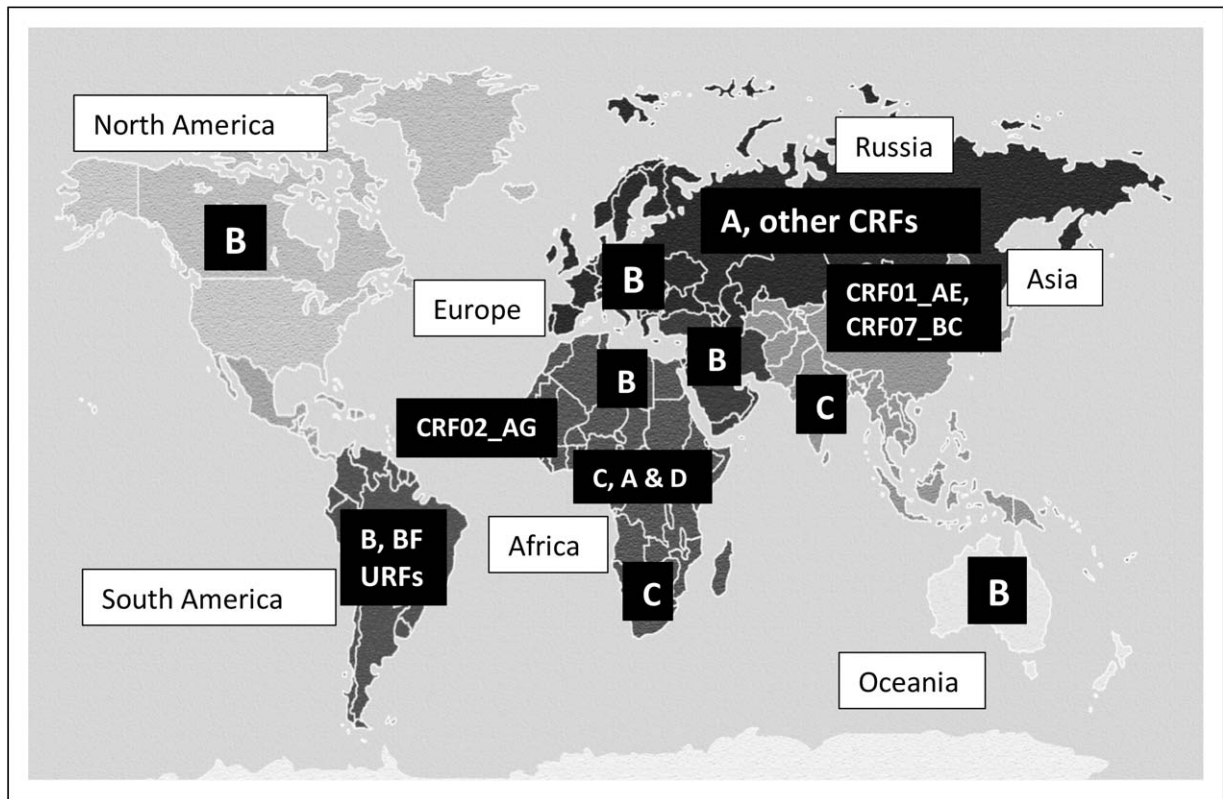 North America
Russia
B
A, other CRFs
B
Europe
Asia
CRF01_AE,
CRF07_BC
B
B
C
CRF02_AG
C, A & D
B, BF
URFs
Africa
South America
C
B
Oceania